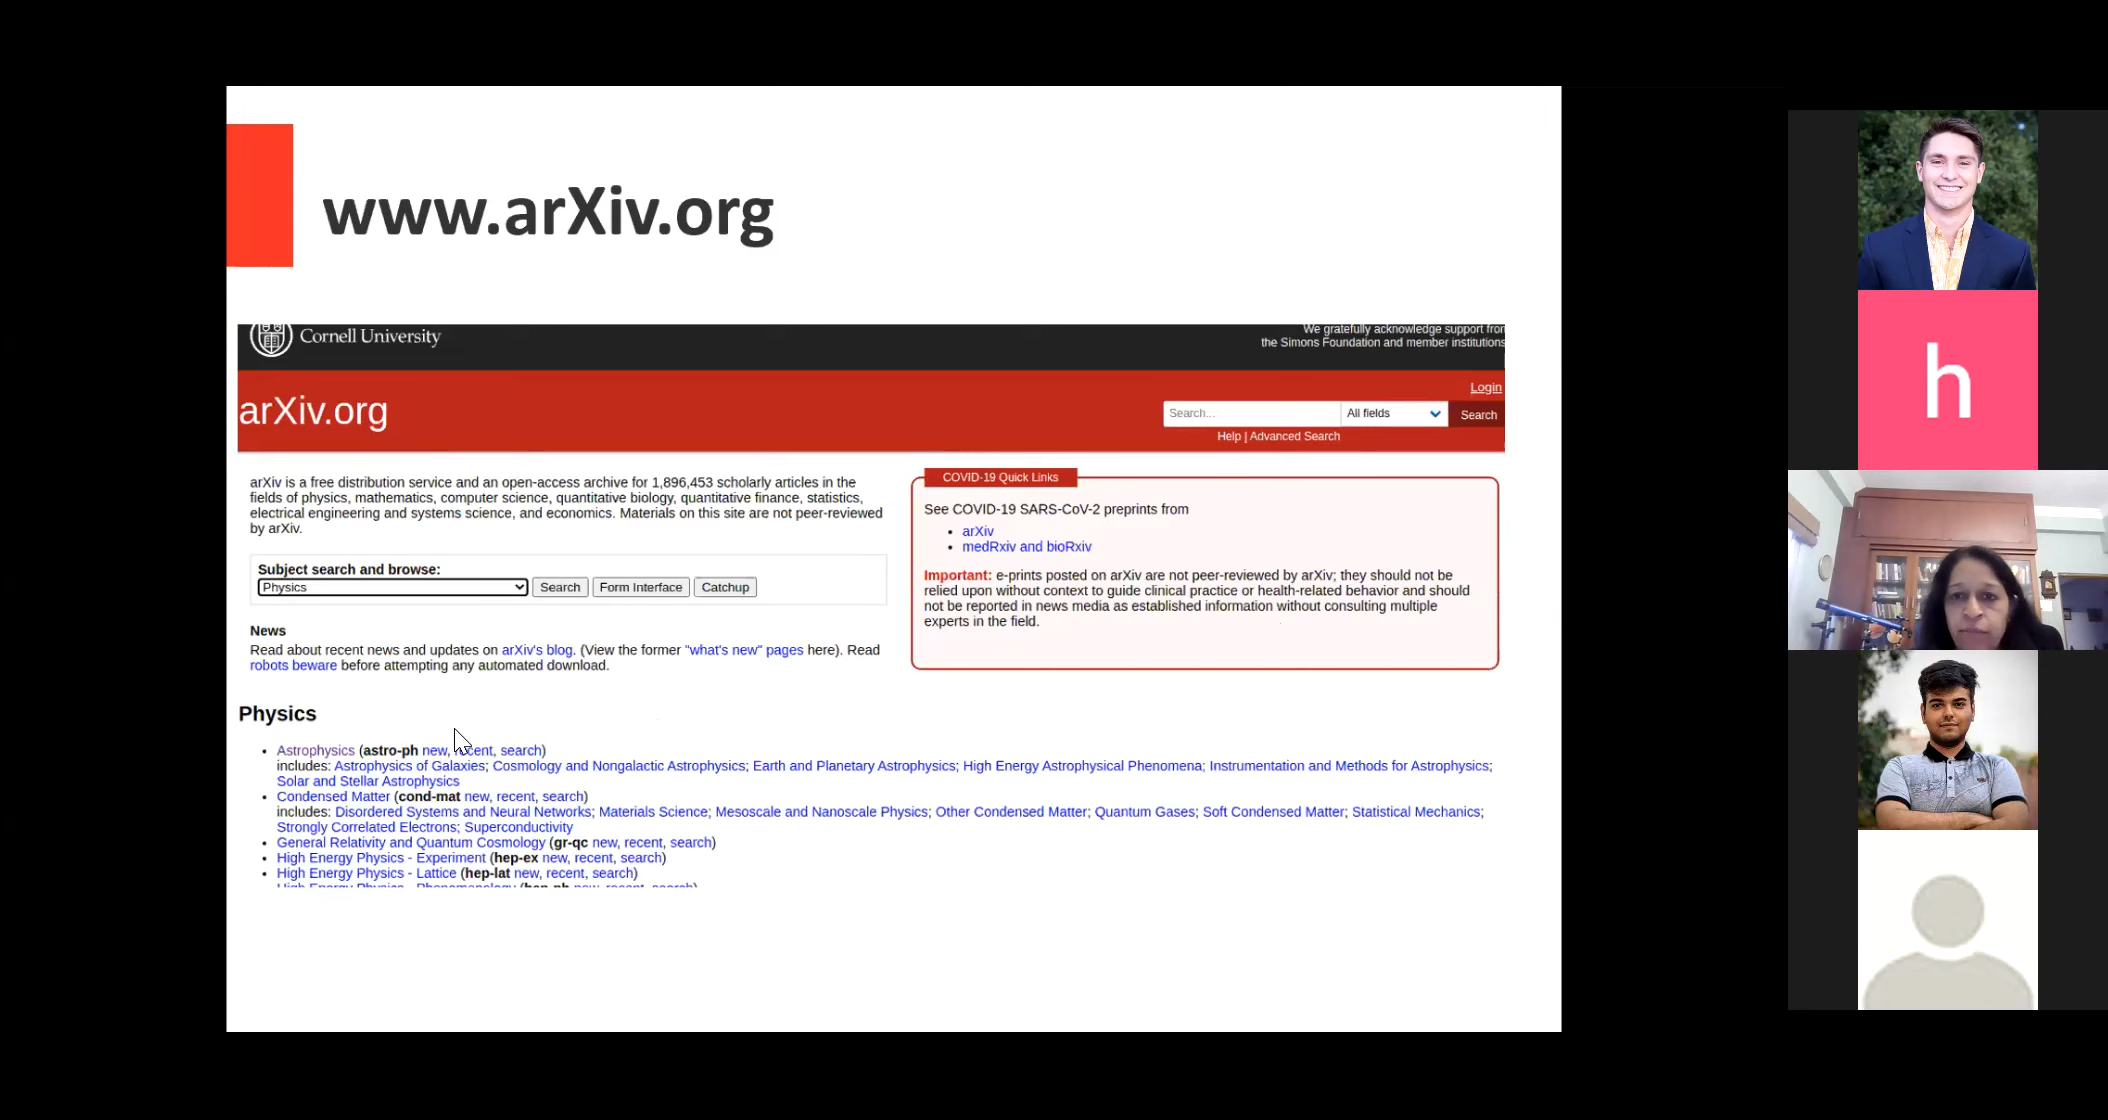 www.arXiv.org
Cornell University
We gratefully acknowledge support from
the Simons Foundation and member institutions
arXiv.org
Login
Search...
All fields
Search
Help | Advanced Search
arXiv is a free distribution service and an open-access archive for 1,896,453 scholarly articles in the
fields of physics, mathematics, computer science, quantitative biology, quantitative finance, statistics,
electrical engineering and systems science, and economics. Materials on this site are not peer-reviewed
by arXiv.
Subject search and browse:
Physics
Search
Form Interface
Catchup
News
Read about recent news and updates on arXiv's blog. (View the former "what's new" pages here). Read
robots beware before attempting any automated download.
COVID-19 Quick Links
See COVID-19 SARS-CoV-2 preprints from
• arXiv
• medRxiv and bioRxiv
Important: e-prints posted on arXiv are not peer-reviewed by arXiv; they should not be
relied upon without context to guide clinical practice or health-related behavior and should
not be reported in news media as established information without consulting multiple
experts in the field.
Physics
• Astrophysics (astro-ph new, recent, search)
includes: Astrophysics of Galaxies; Cosmology and Nongalactic Astrophysics; Earth and Planetary Astrophysics; High Energy Astrophysical Phenomena; Instrumentation and Methods for Astrophysics;
Solar and Stellar Astrophysics
• Condensed Matter (cond-mat new, recent, search)
includes: Disordered Systems and Neural Networks; Materials Science; Mesoscale and Nanoscale Physics; Other Condensed Matter; Quantum Gases; Soft Condensed Matter; Statistical Mechanics;
Strongly Correlated Electrons; Superconductivity
• General Relativity and Quantum Cosmology (gr-qc new, recent, search)
• High Energy Physics - Experiment (hep-ex new, recent, search)
• High Energy Physics - Lattice (hep-lat new, recent, search)
High Energy Physics - Phenomenology (hep-ph new, recent, search)
h